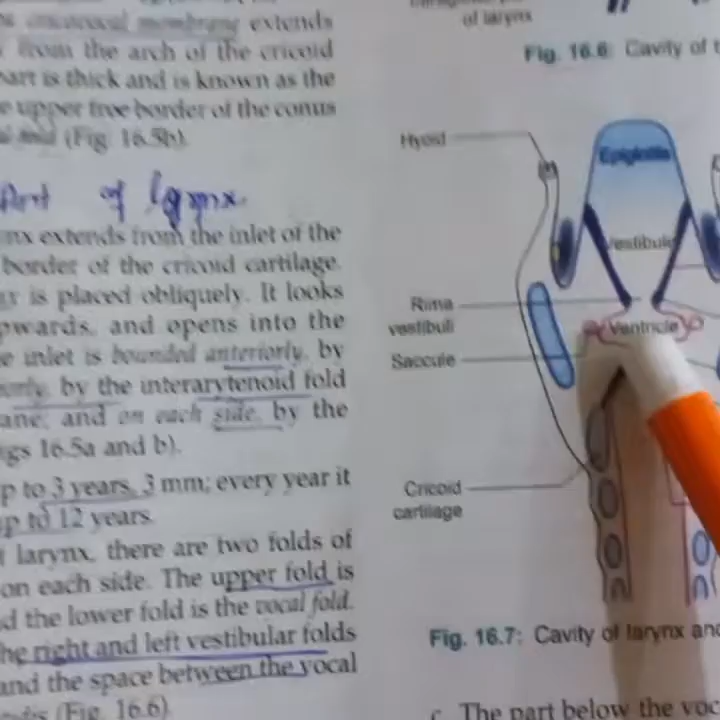 extends
from the arch of the cricoid
part is thick and is known as the
upper free border of the conus
(Fig. 16.5b).
Part of larynx
nx extends from the inlet of the
border of the cricoid cartilage.
is placed obliquely. It looks
pwards, and opens into the
e inlet is bounded anteriorly, by
iorly, by the interarytenoid fold
ane, and on each side, by the
gs 16.5a and b).
p to 3 years, 3 mm; every year it
up to 12 years.
larynx, there are two folds of
on each side. The upper fold is
d the lower fold is the vocal fold.
he right and left vestibular folds
and the space between the vocal
(Fig. 16.6).
of larynx
Fig. 16.6: Cavity of
Hyoid
Epiglottis
Vestibule
Rima
vestibuli
Ventricle
Saccule
Cricoid
cartilage
Fig. 16.7: Cavity of larynx and
c. The part below the voc